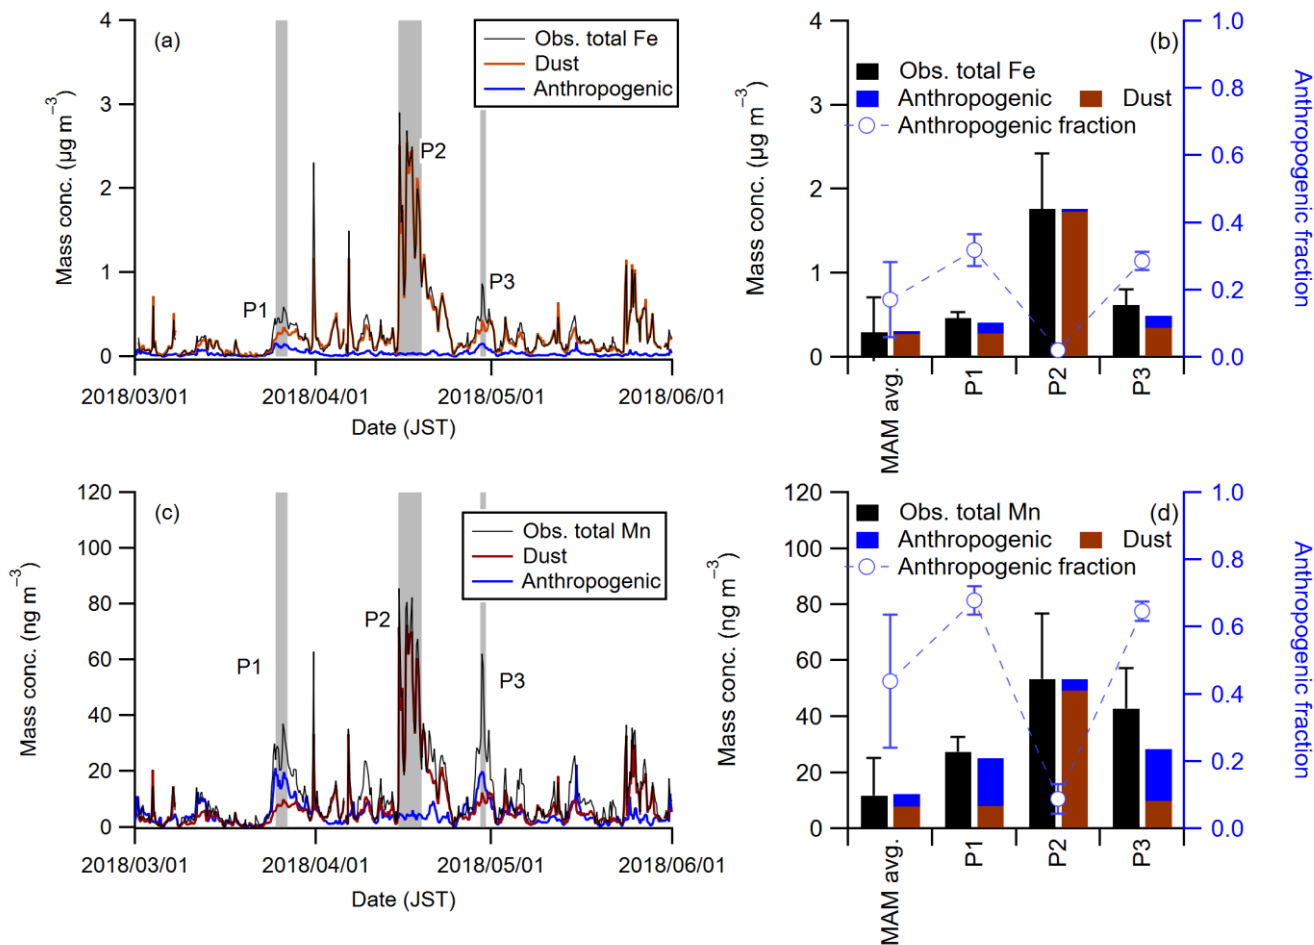 (a)
Obs. total Fe
Dust
Anthropogenic
P1
P2
P3
4
3
2
1
0
Mass conc. (µg m⁻³)
2018/03/01
2018/04/01
2018/05/01
2018/06/01
Date (JST)
(b)
Obs. total Fe
Anthropogenic
Dust
Anthropogenic fraction
4
3
2
1
0
Mass conc. (µg m⁻³)
1.0
0.8
0.6
0.4
0.2
0.0
Anthropogenic fraction
MAM avg.
P1
P2
P3
(c)
Obs. total Mn
Dust
Anthropogenic
P1
P2
P3
120
100
80
60
40
20
0
Mass conc. (ng m⁻³)
2018/03/01
2018/04/01
2018/05/01
2018/06/01
Date (JST)
(d)
Obs. total Mn
Anthropogenic
Dust
Anthropogenic fraction
120
100
80
60
40
20
0
Mass conc. (ng m⁻³)
1.0
0.8
0.6
0.4
0.2
0.0
Anthropogenic fraction
MAM avg.
P1
P2
P3